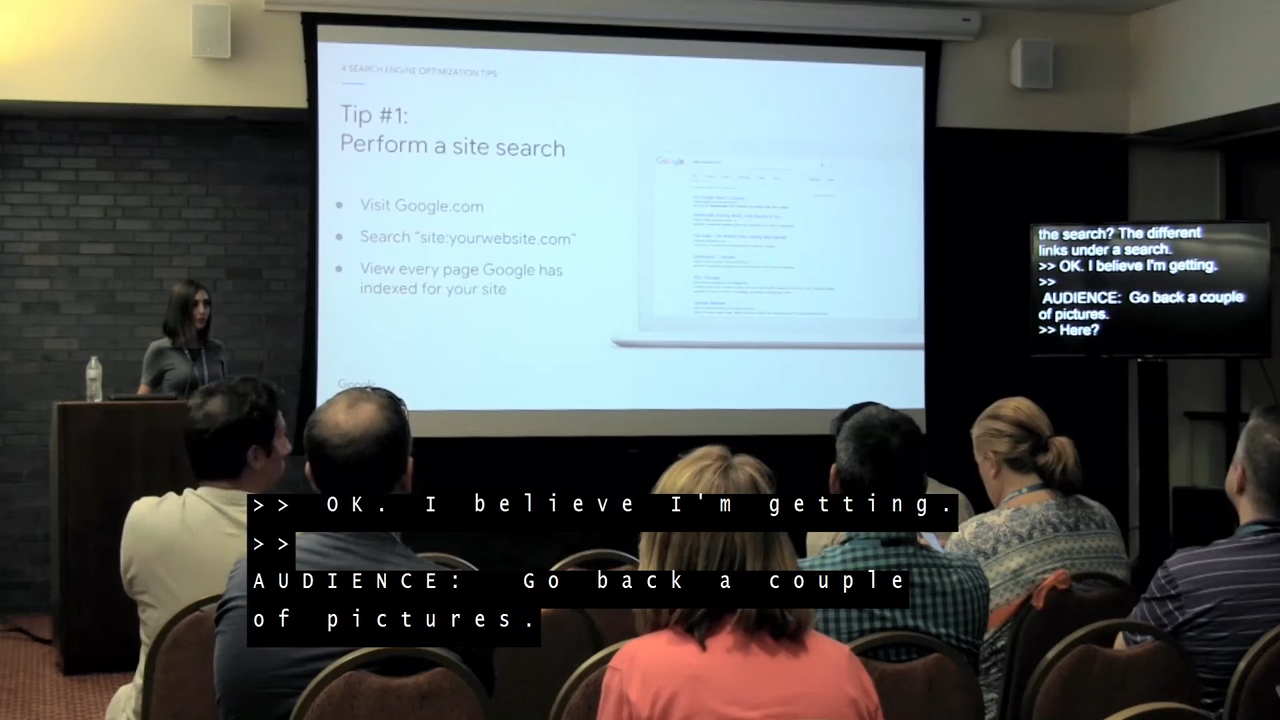 4 SEARCH ENGINE OPTIMIZATION TIPS
Tip #1:
Perform a site search
● Visit Google.com
● Search "site:yourwebsite.com"
● View every page Google has
indexed for your site
Google
Google
the search? The different
links under a search.
>> OK. I believe I'm getting.
>>
AUDIENCE: Go back a couple
of pictures.
>> Here?
>> OK. I believe I'm getting.
>>
AUDIENCE: Go back a couple
of pictures.